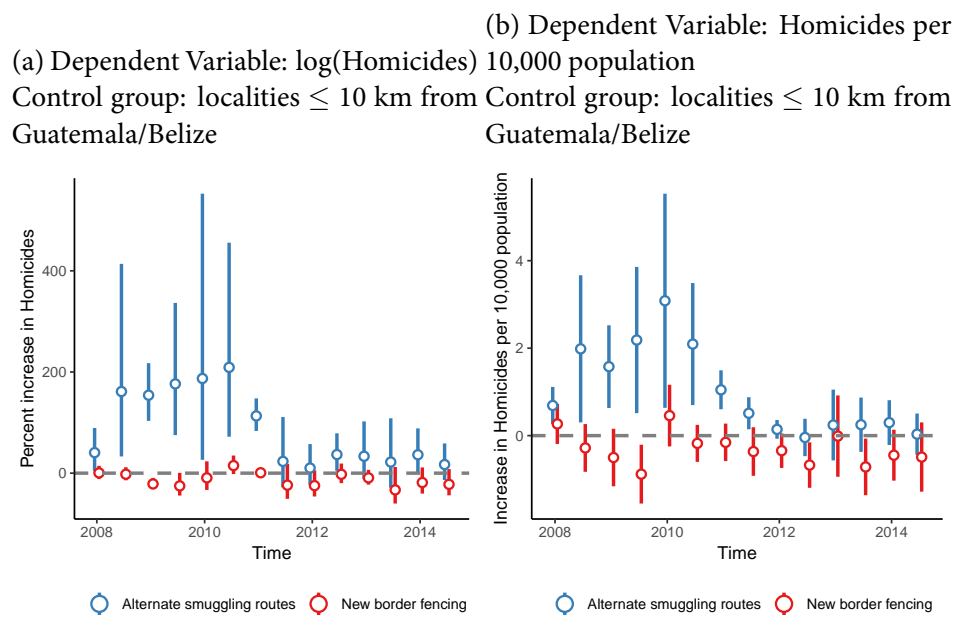 (a) Dependent Variable: log(Homicides)
Control group: localities ≤ 10 km from
Guatemala/Belize
(b) Dependent Variable: Homicides per
10,000 population
Control group: localities ≤ 10 km from
Guatemala/Belize
Percent increase in Homicides
400
200
0
2008
2010
2012
2014
Time
Alternate smuggling routes
New border fencing
Increase in Homicides per 10,000 population
4
2
0
2008
2010
2012
2014
Time
Alternate smuggling routes
New border fencing